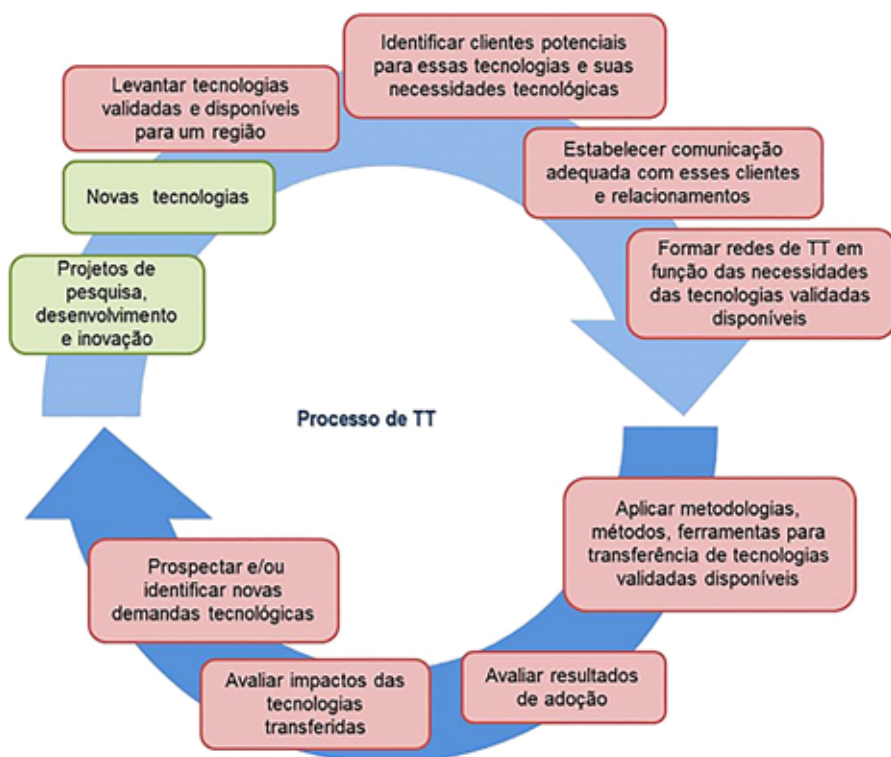 Identificar clientes potenciais
para essas tecnologias e suas
necessidades tecnológicas
Levantar tecnologias
validadas e disponíveis
para um região
Estabelecer comunicação
adequada com esses clientes
e relacionamentos
Novas tecnologias
Formar redes de TT em
função das necessidades
das tecnologias validadas
disponíveis
Projetos de
pesquisa,
desenvolvimento
e inovação
Processo de TT
Aplicar metodologias,
métodos, ferramentas para
transferência de tecnologias
validadas disponíveis
Prospectar e/ou
identificar novas
demandas tecnológicas
Avaliar resultados
de adoção
Avaliar impactos das
tecnologias
transferidas